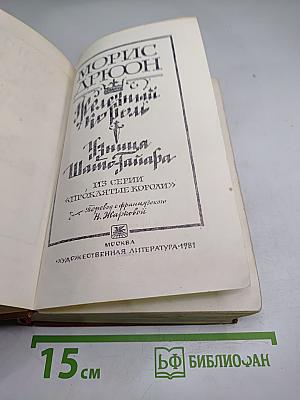 МОРИС
ДРЮОН
Железный
король
Узница
Шато-Гайара
ИЗ СЕРИИ
«ПРОКЛЯТЫЕ КОРОЛИ»
Перевод с французского
Н. Жарковой
МОСКВА
«ХУДОЖЕСТВЕННАЯ ЛИТЕРАТУРА» 1981
15 см
БФ БИБЛИОФАН